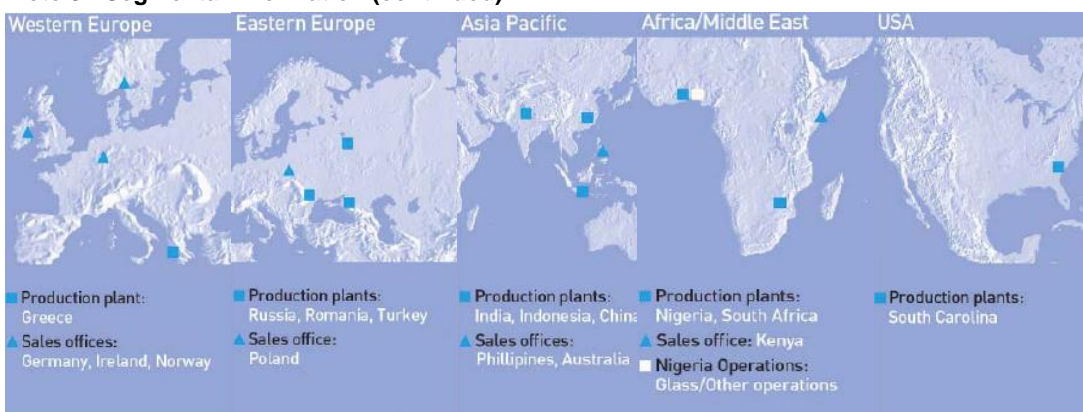 Western Europe
Eastern Europe
Asia Pacific
Africa/Middle East
USA
Production plant:
Greece
Sales offices:
Germany, Ireland, Norway
Production plants:
Russia, Romania, Turkey
Sales office:
Poland
Production plants:
India, Indonesia, China
Sales offices:
Phillipines, Australia
Production plants:
Nigeria, South Africa
Sales office: Kenya
Nigeria Operations:
Glass/Other operations
Production plants:
South Carolina